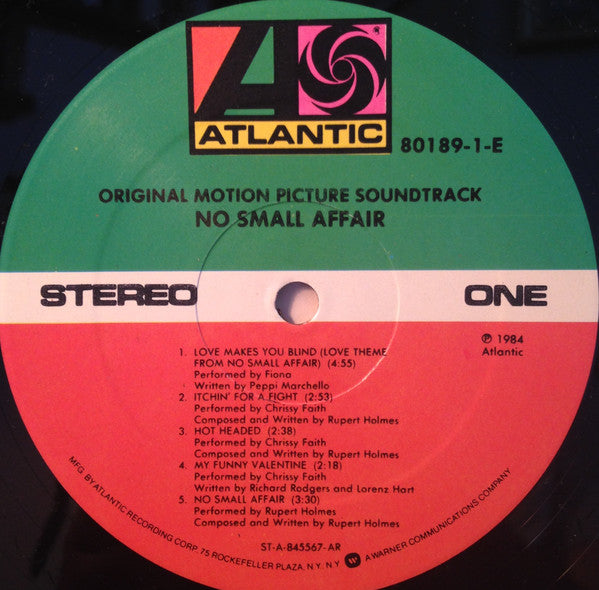 ATLANTIC
80189-1-E
ORIGINAL MOTION PICTURE SOUNDTRACK
NO SMALL AFFAIR
STEREO
ONE
℗ 1984
Atlantic
1. LOVE MAKES YOU BLIND (LOVE THEME
FROM NO SMALL AFFAIR) (4:55)
Performed by Fiona
Written by Peppi Marchello
2. ITCHIN' FOR A FIGHT (2:53)
Performed by Chrissy Faith
Composed and Written by Rupert Holmes
3. HOT HEADED (2:38)
Performed by Chrissy Faith
Composed and Written by Rupert Holmes
4. MY FUNNY VALENTINE (2:18)
Performed by Chrissy Faith
Written by Richard Rodgers and Lorenz Hart
5. NO SMALL AFFAIR (3:30)
Performed by Rupert Holmes
Composed and Written by Rupert Holmes
ST-A-845567-AR
MFG. BY ATLANTIC RECORDING CORP. 75 ROCKEFELLER PLAZA, N.Y. N.Y. A WARNER COMMUNICATIONS COMPANY